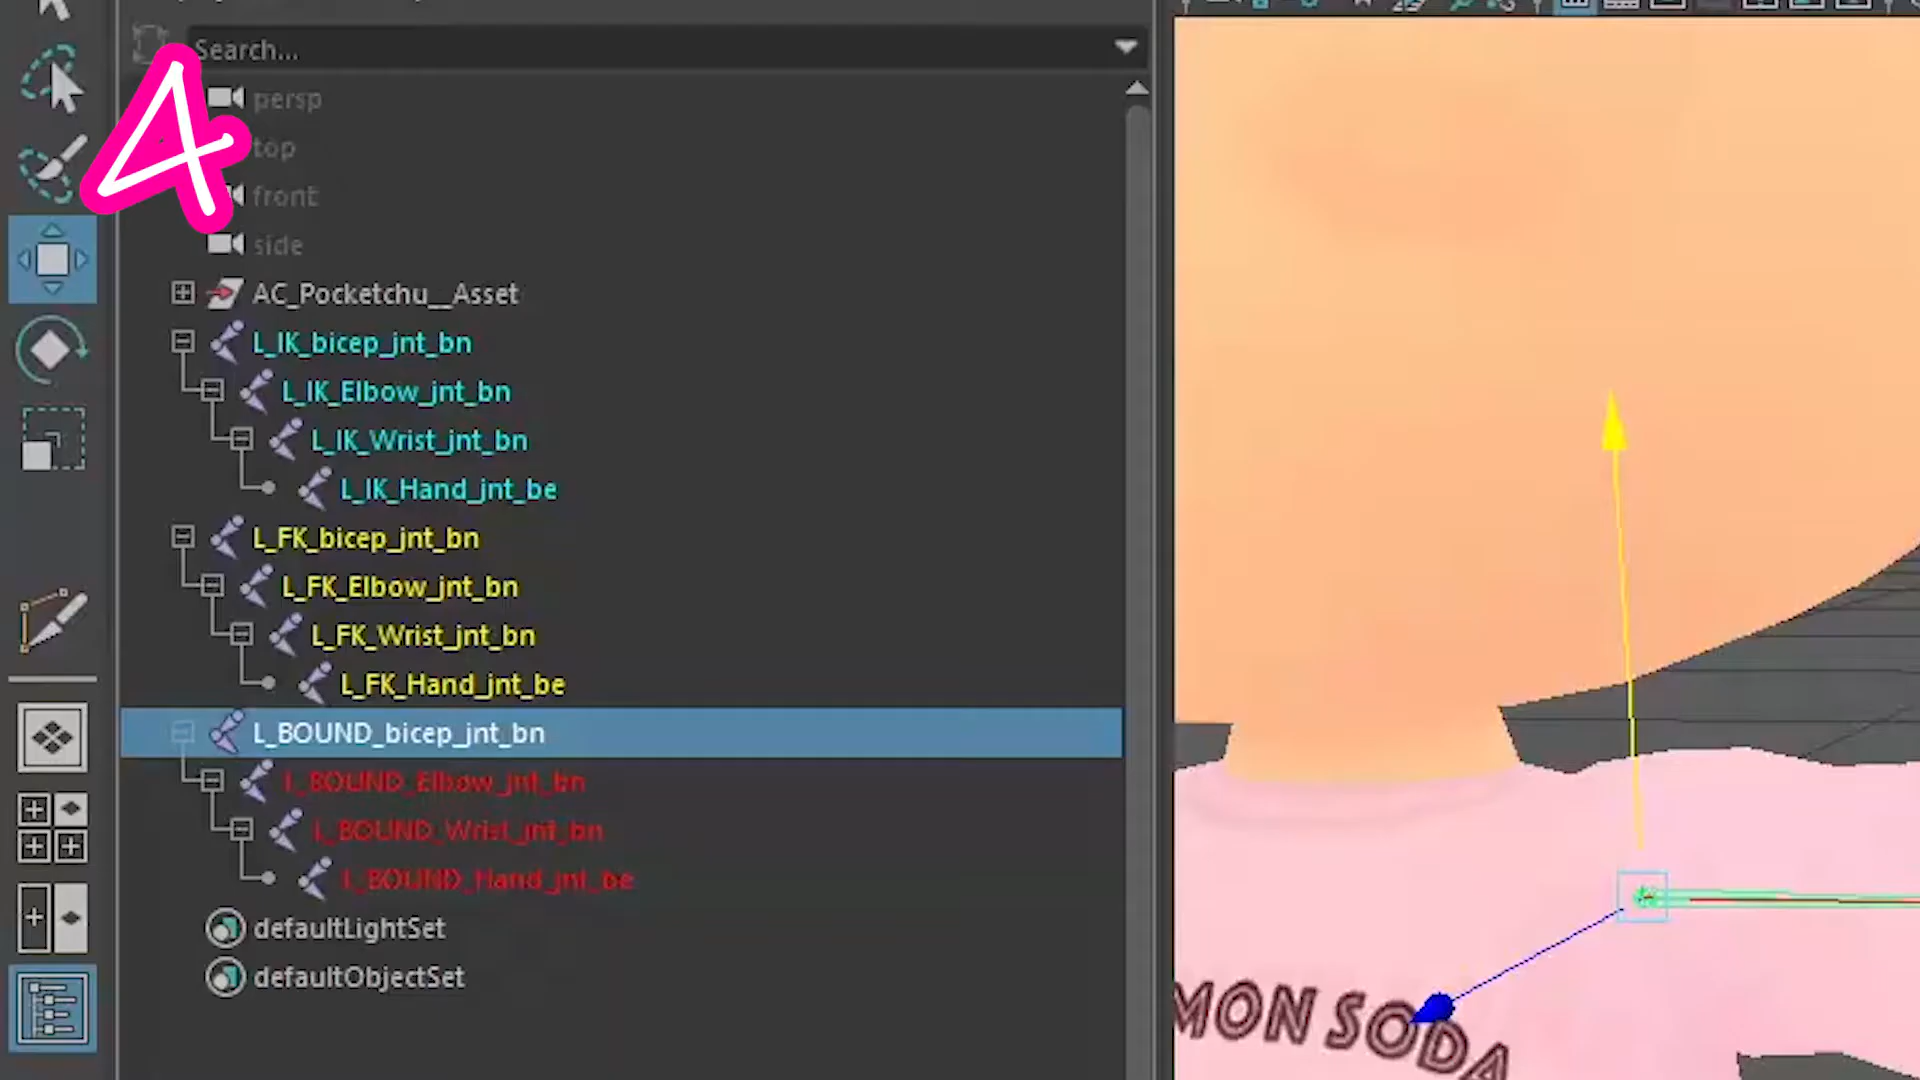 4
Search...
persp
top
front
side
AC_Pocketchu__Asset
L_IK_bicep_jnt_bn
L_IK_Elbow_jnt_bn
L_IK_Wrist_jnt_bn
L_IK_Hand_jnt_be
L_FK_bicep_jnt_bn
L_FK_Elbow_jnt_bn
L_FK_Wrist_jnt_bn
L_FK_Hand_jnt_be
L_BOUND_bicep_jnt_bn
L_BOUND_Elbow_jnt_bn
L_BOUND_Wrist_jnt_bn
L_BOUND_Hand_jnt_be
defaultLightSet
defaultObjectSet
MON SODA